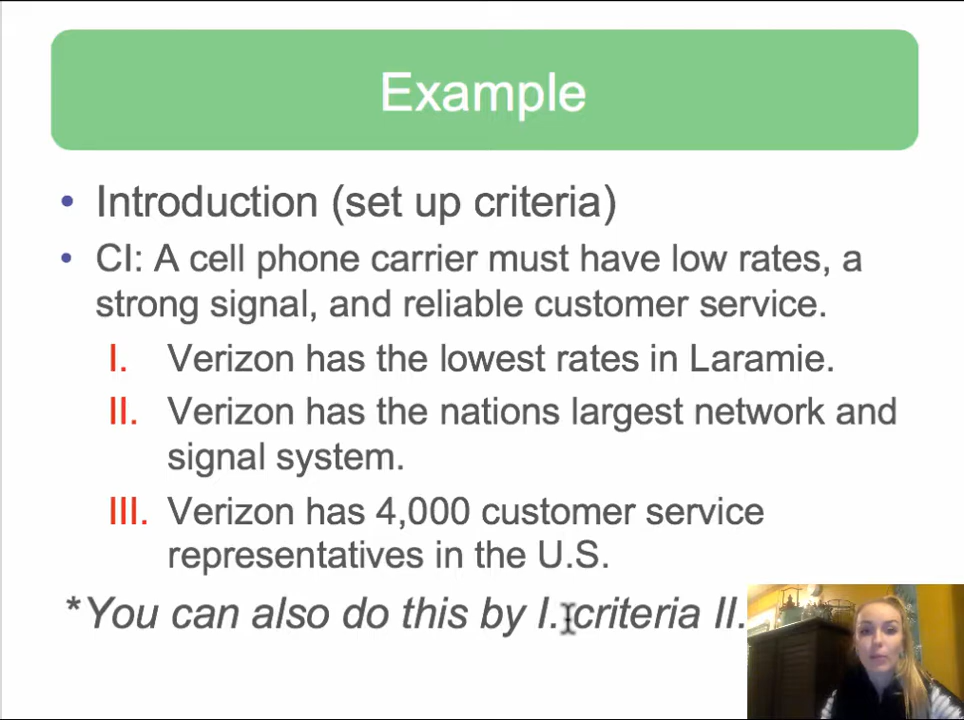 Example
• Introduction (set up criteria)
• CI: A cell phone carrier must have low rates, a
strong signal, and reliable customer service.
I. Verizon has the lowest rates in Laramie.
II. Verizon has the nations largest network and
signal system.
III. Verizon has 4,000 customer service
representatives in the U.S.
*You can also do this by I. criteria II.